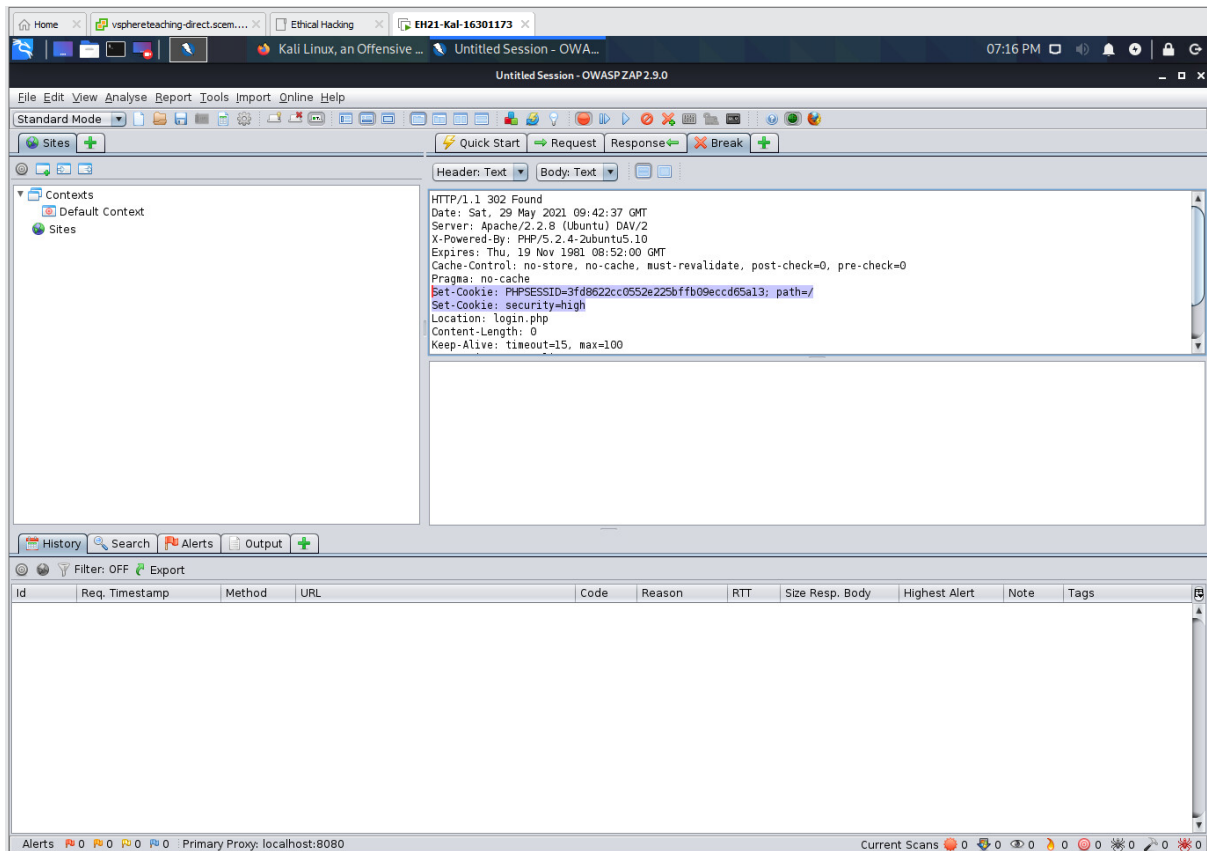 Home vspshereteaching-direct.scem.... Ethical Hacking EH21-Kal-16301173
Kali Linux, an Offensive ... Untitled Session - OWA... 07:16 PM
Untitled Session - OWASP ZAP 2.9.0
File Edit View Analyse Report Tools Import Online Help
Standard Mode
Sites
Quick Start Request Response Break
Header: Text Body: Text
Contexts
Default Context
Sites
HTTP/1.1 302 Found
Date: Sat, 29 May 2021 09:42:37 GMT
Server: Apache/2.2.8 (Ubuntu) DAV/2
X-Powered-By: PHP/5.2.4-2ubuntu5.10
Expires: Thu, 19 Nov 1981 08:52:00 GMT
Cache-Control: no-store, no-cache, must-revalidate, post-check=0, pre-check=0
Pragma: no-cache
Set-Cookie: PHPSESSID=3fd8622cc0552e225bffb09eccd65a13; path=/
Set-Cookie: security=high
Location: login.php
Content-Length: 0
Keep-Alive: timeout=15, max=100
History Search Alerts Output
Filter: OFF Export
Id Req. Timestamp Method URL Code Reason RTT Size Resp. Body Highest Alert Note Tags
Alerts 0 0 0 0 Primary Proxy: localhost:8080 Current Scans 0 0 0 0 0 0 0 0